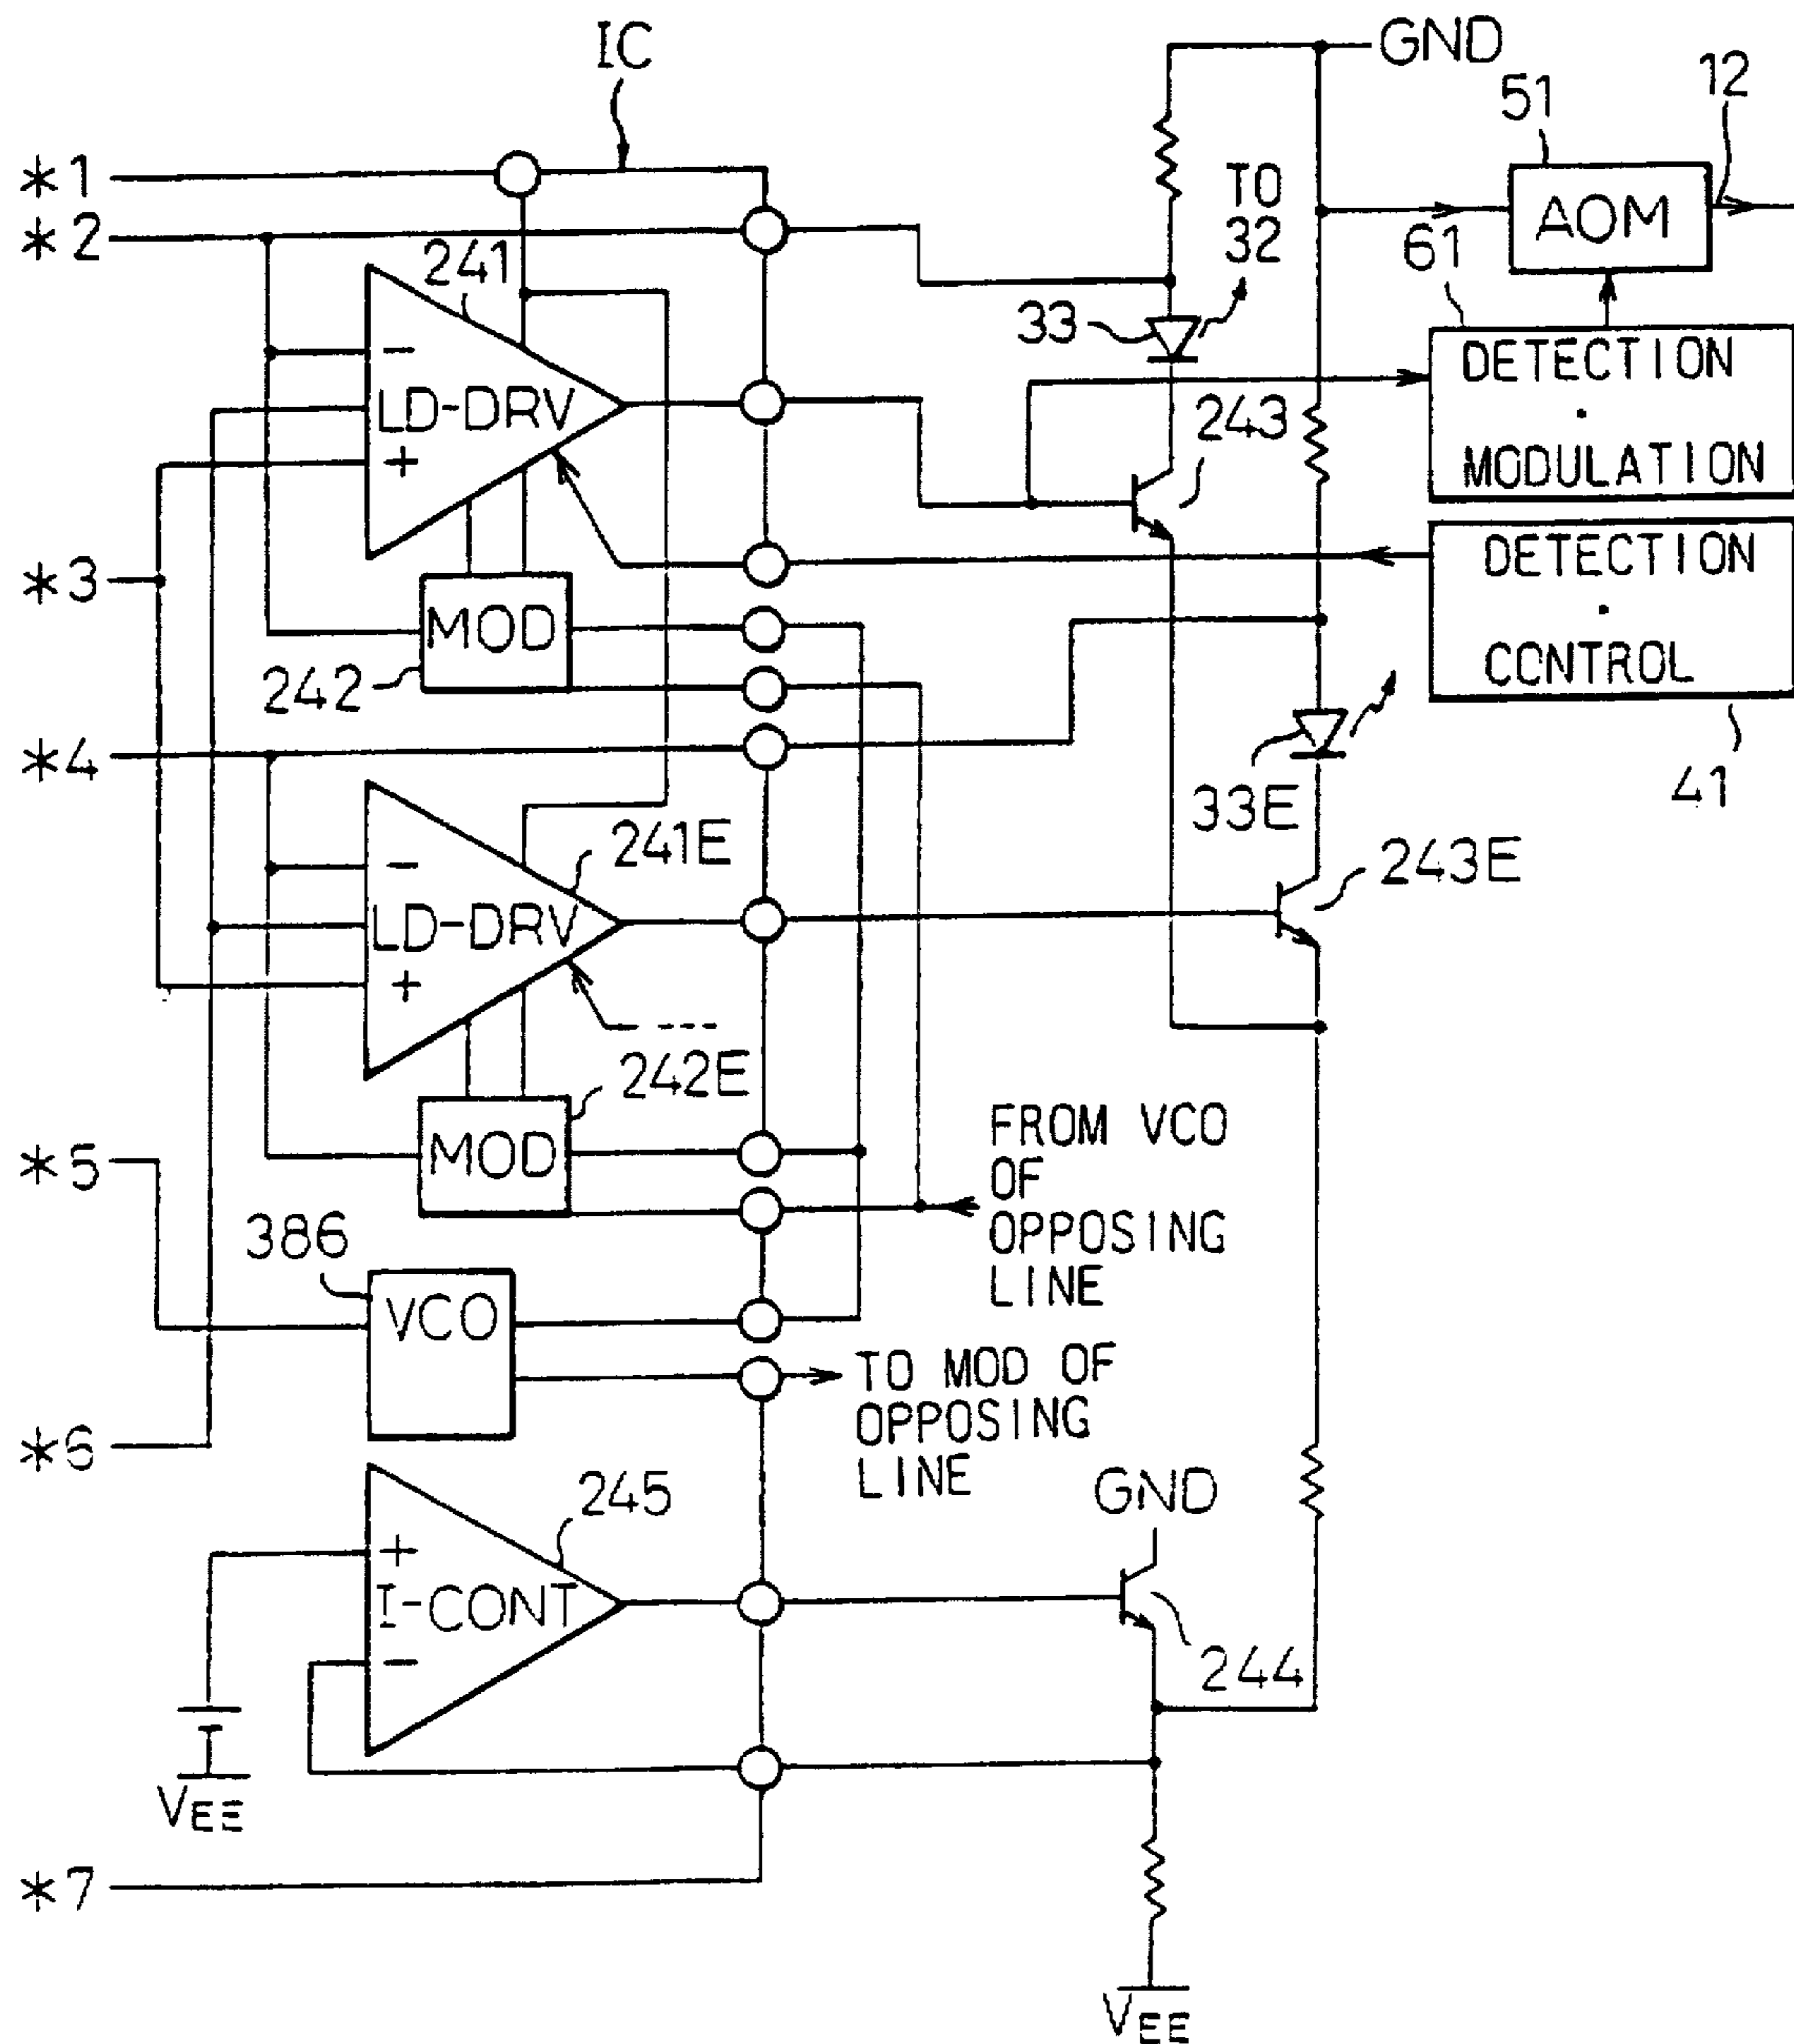 IC
GND
12
51
*1
TO
32
AOM
*2
241
61
33
−
DETECTION
·
MODULATION
LD-DRV
243
+
DETECTION
·
CONTROL
*3
MOD
242
*4
33E
41
241E
243E
−
LD-DRV
+
242E
FROM VCO
OF
OPPOSING
LINE
MOD
*5
386
VCO
TO MOD OF
OPPOSING
LINE
*6
245
GND
+
I-CONT
−
244
VEE
*7
VEE